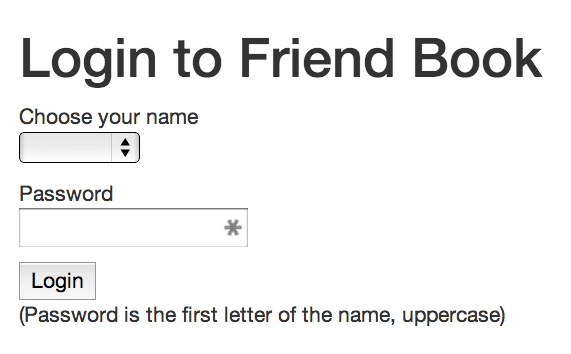 Login to Friend Book
Choose your name
Password
Login
(Password is the first letter of the name, uppercase)